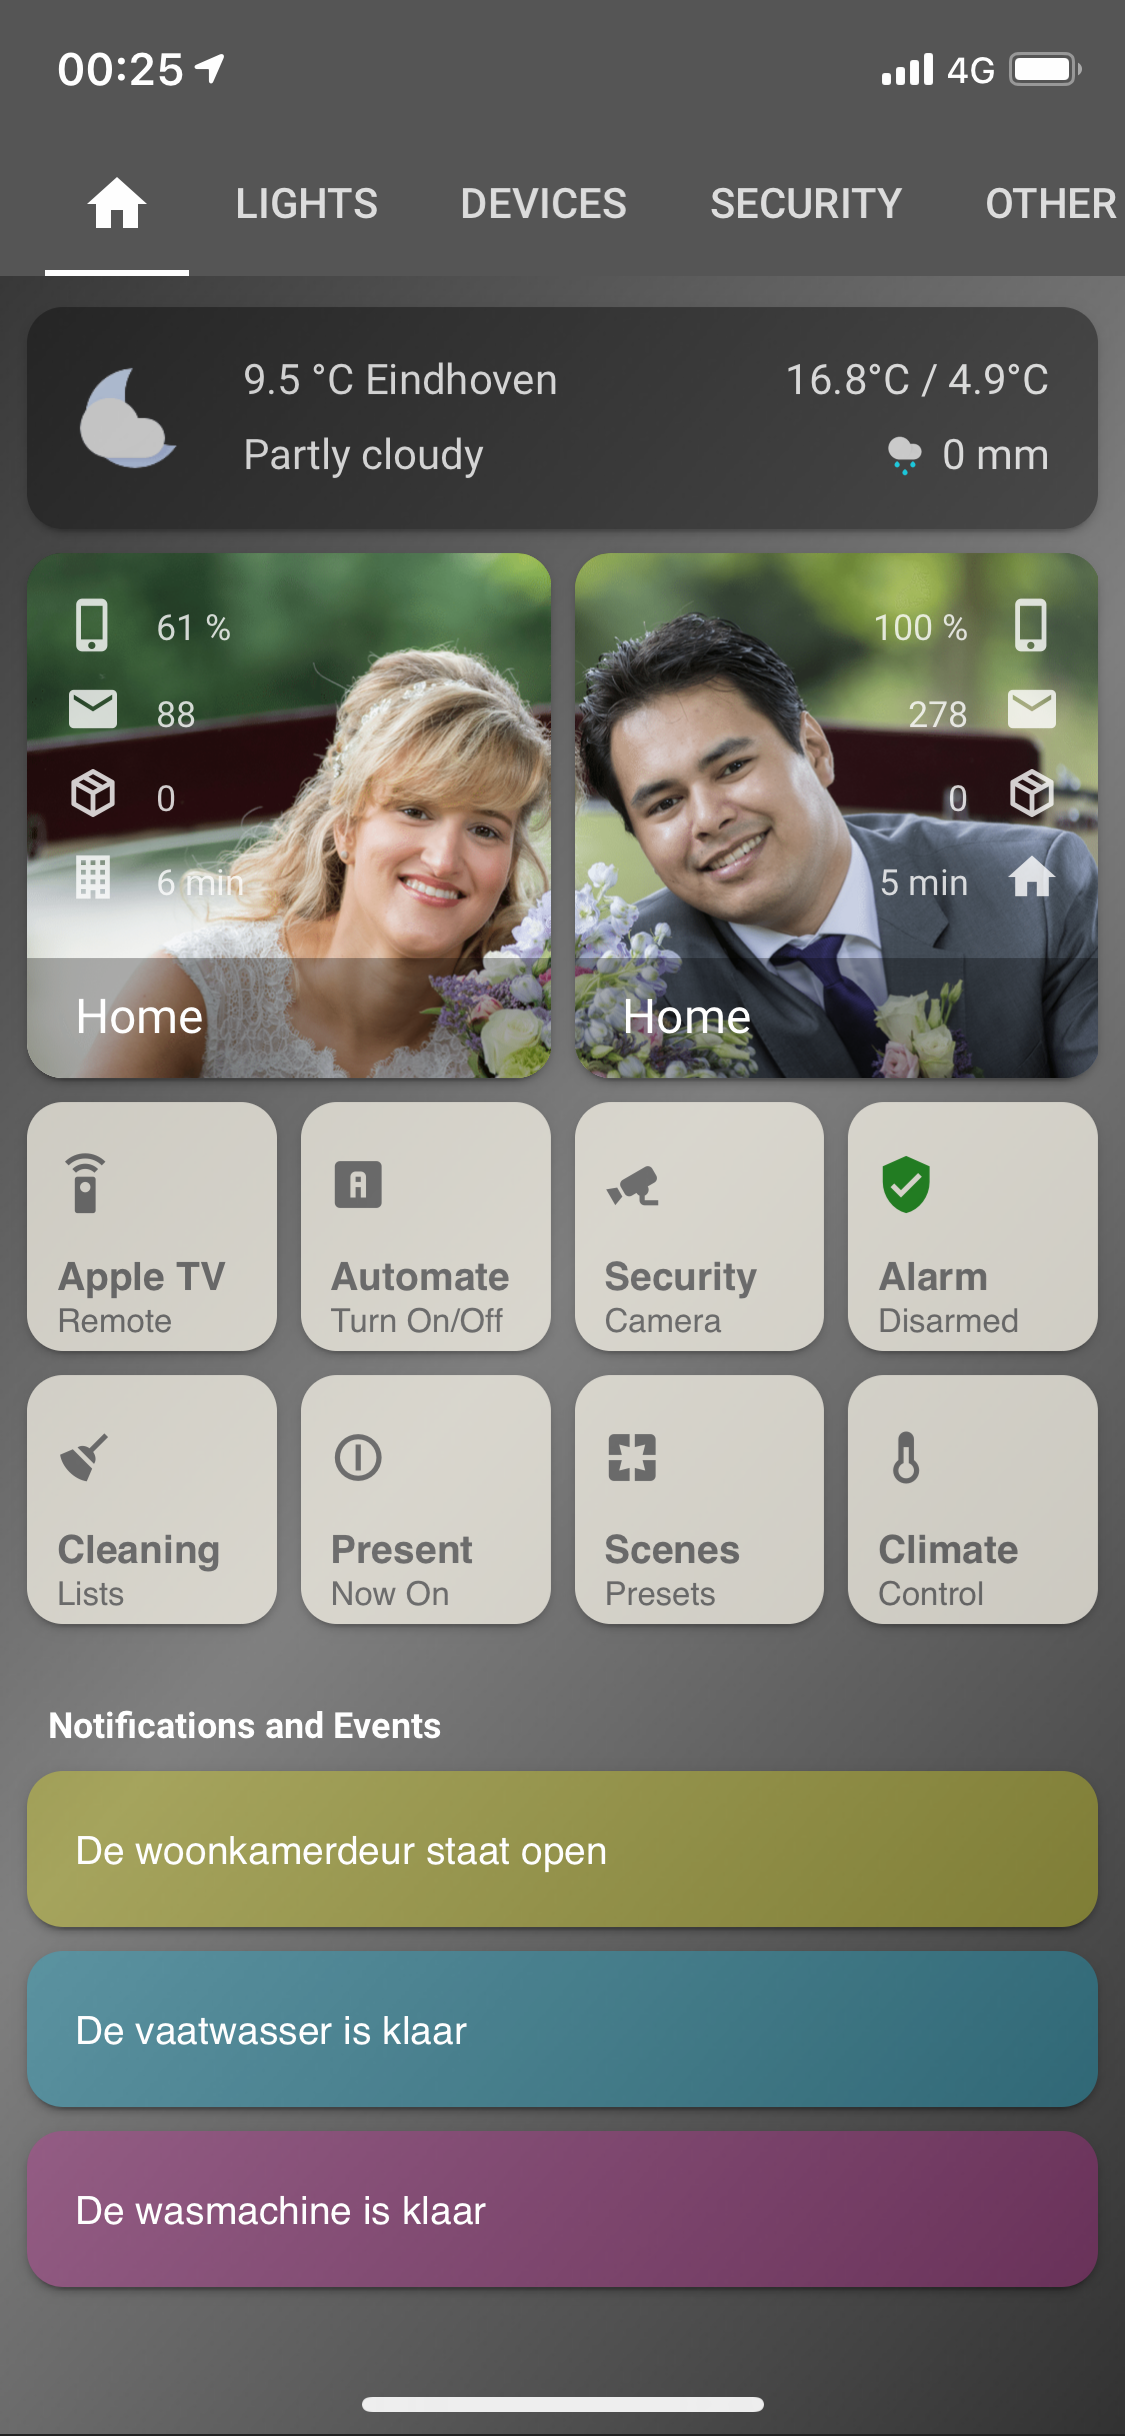 00:25 4G
LIGHTS DEVICES SECURITY OTHER
9.5 °C Eindhoven 16.8°C / 4.9°C
Partly cloudy 0 mm
61 %
88
0
6 min
Home
100 %
278
0
5 min
Home
Apple TV
Remote
Automate
Turn On/Off
Security
Camera
Alarm
Disarmed
Cleaning
Lists
Present
Now On
Scenes
Presets
Climate
Control
Notifications and Events
De woonkamerdeur staat open
De vaatwasser is klaar
De wasmachine is klaar